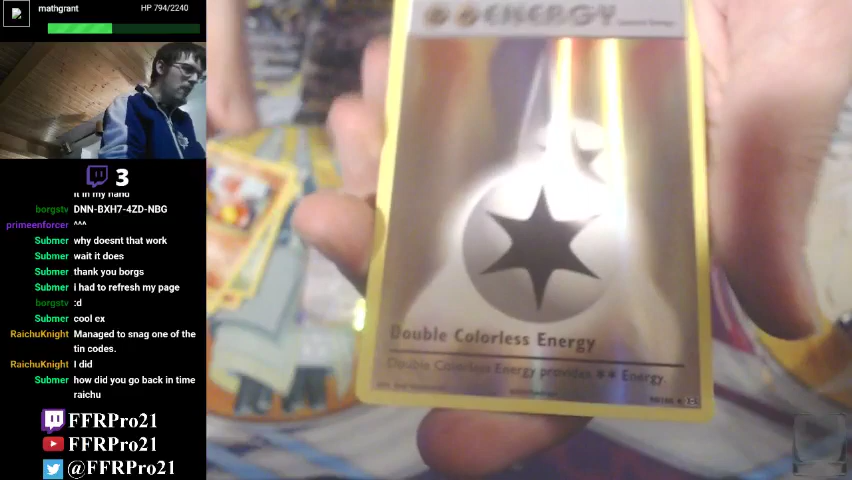 mathgrant
HP 794/2240
3
it in my hand
borgstv DNN-BXH7-4ZD-NBG
primeenforcer ^^^
Submer why doesnt that work
Submer wait it does
Submer thank you borgs
Submer i had to refresh my page
borgstv :d
Submer cool ex
RaichuKnight Managed to snag one of the
tin codes.
RaichuKnight I did
Submer how did you go back in time
raichu
FFRPro21
FFRPro21
@FFRPro21
ENERGY
Double Colorless Energy
Double Colorless Energy provides ** Energy.